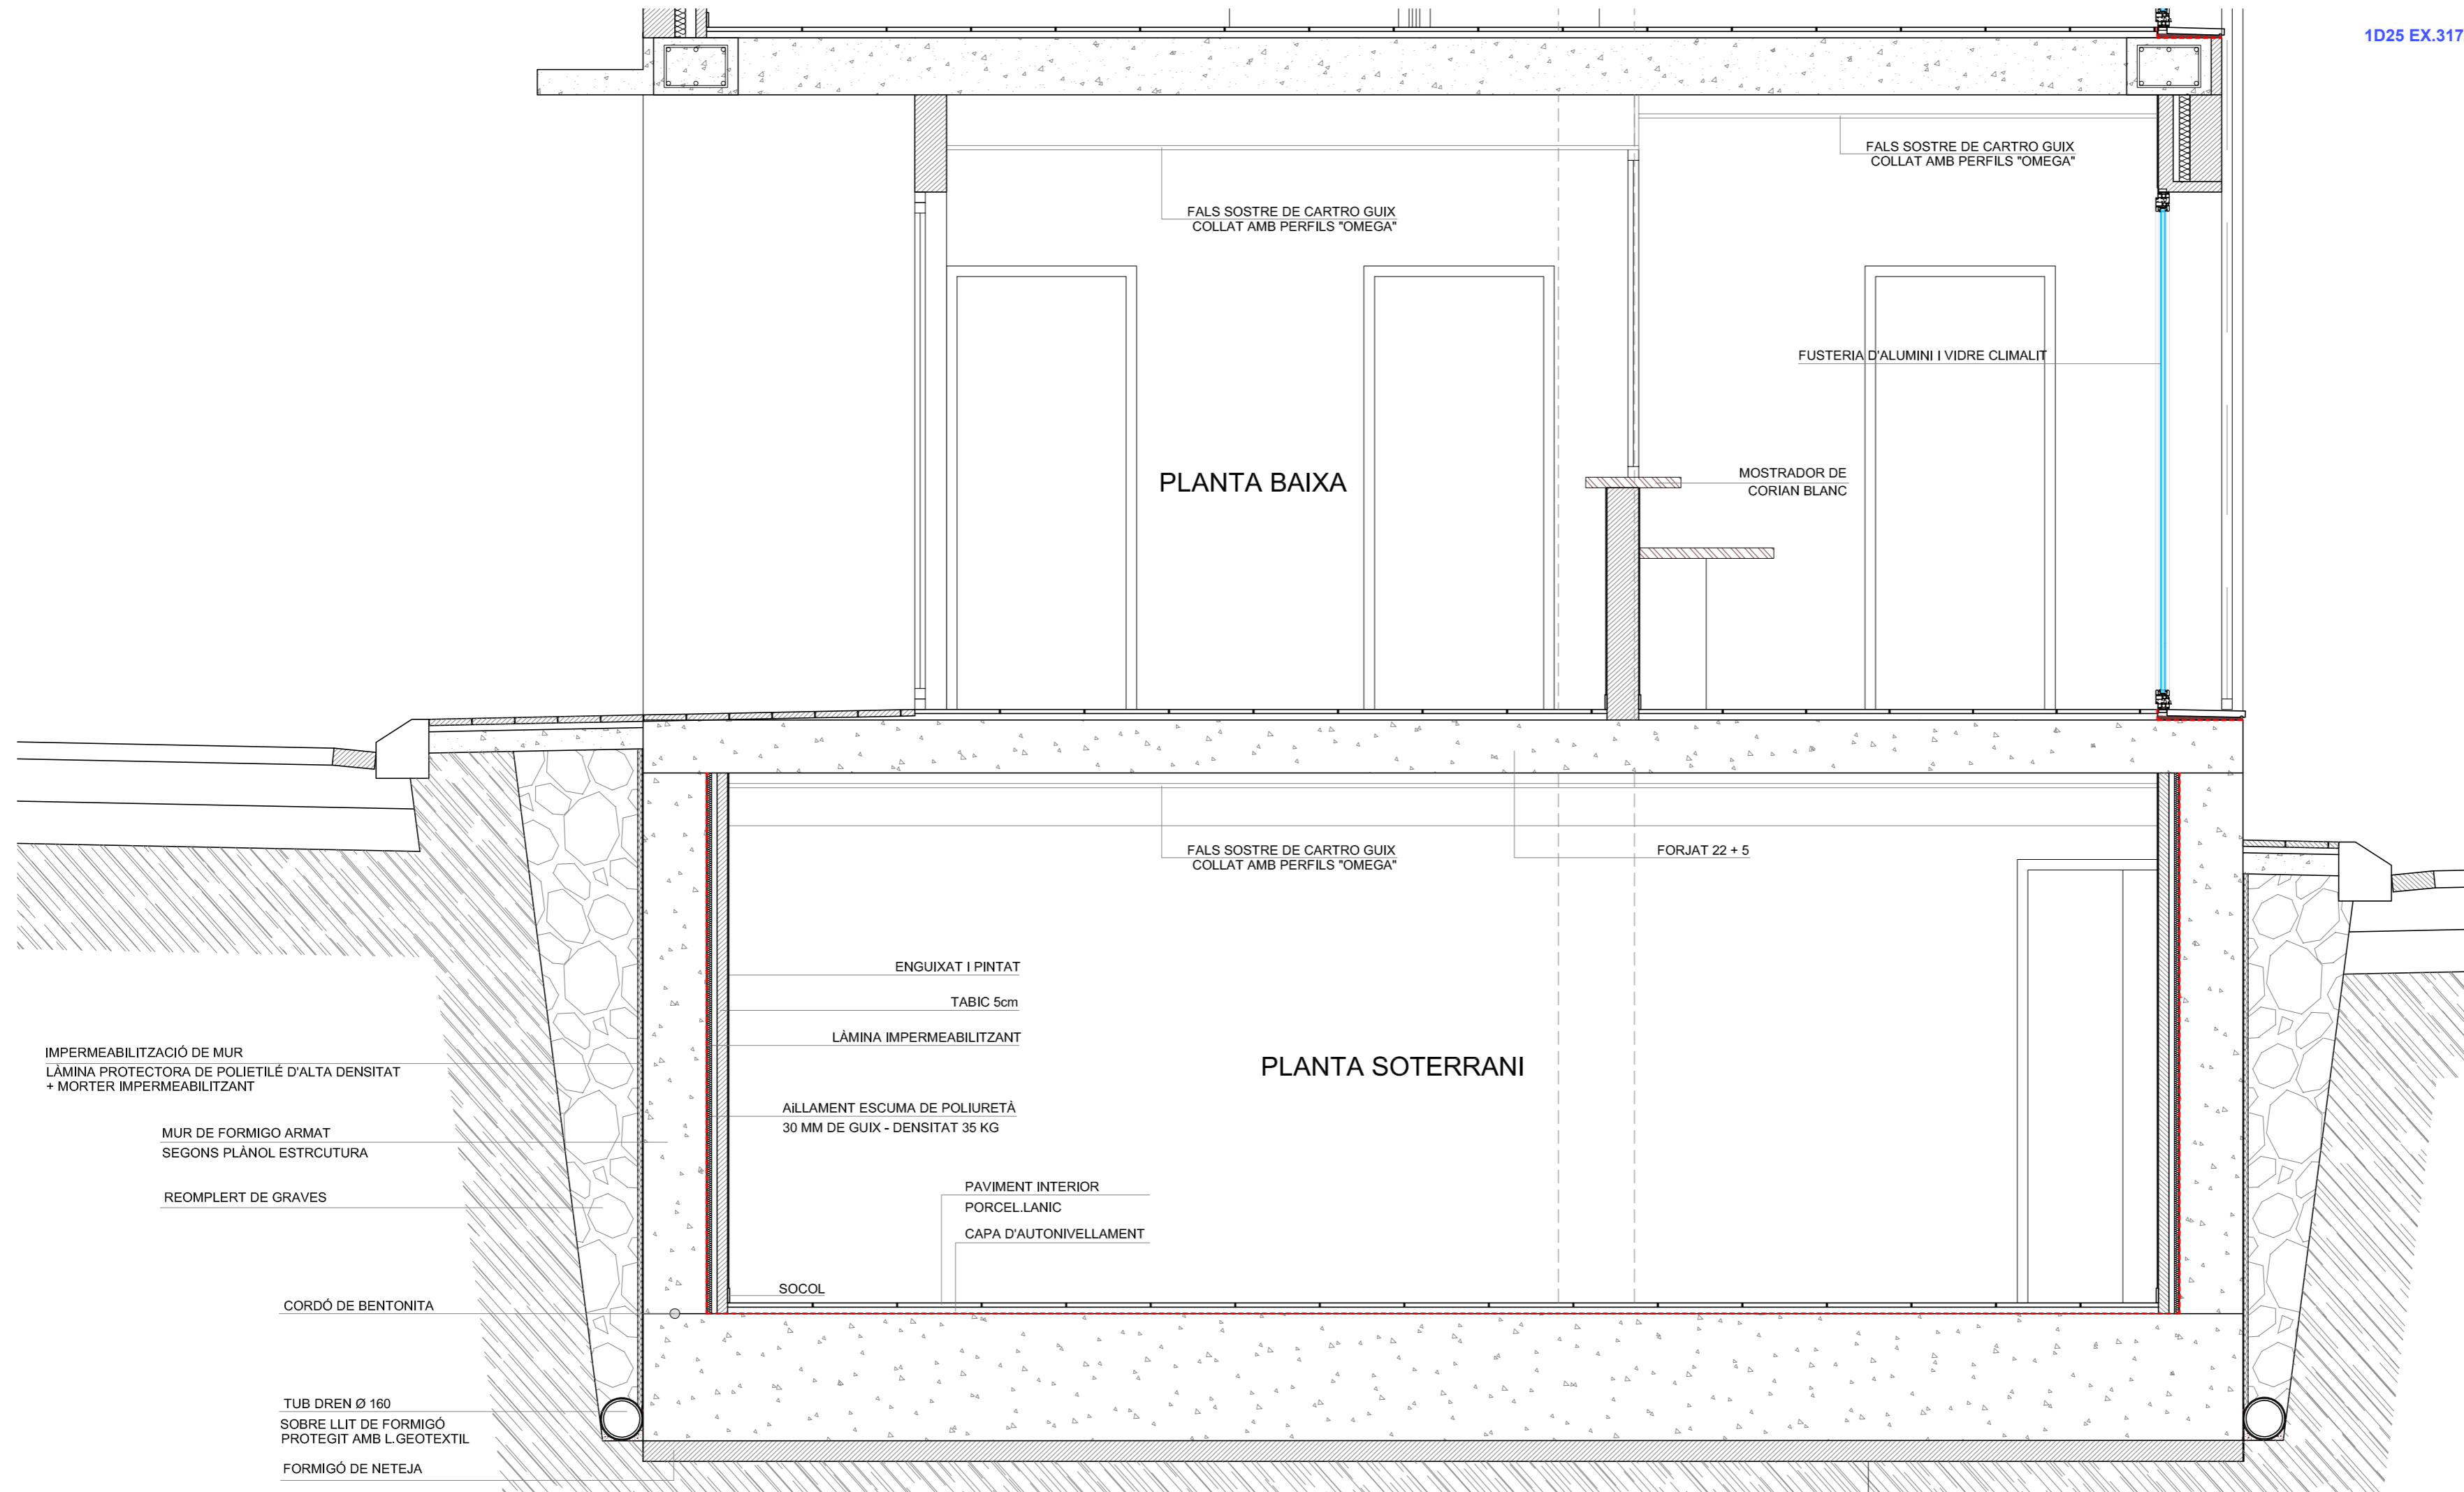 1D25 EX.317
FALS SOSTRE DE CARTRO GUIX
COLLAT AMB PERFILS "OMEGA"
FALS SOSTRE DE CARTRO GUIX
COLLAT AMB PERFILS "OMEGA"
FUSTERIA D'ALUMINI I VIDRE CLIMALIT
PLANTA BAIXA
MOSTRADOR DE
CORIAN BLANC
FALS SOSTRE DE CARTRO GUIX
COLLAT AMB PERFILS "OMEGA"
FORJAT 22 + 5
ENGUIXAT I PINTAT
TABIC 5cm
LÀMINA IMPERMEABILITZANT
PLANTA SOTERRANI
IMPERMEABILITZACIÓ DE MUR
LÀMINA PROTECTORA DE POLIETILÉ D'ALTA DENSITAT
+ MORTER IMPERMEABILITZANT
AïLLAMENT ESCUMA DE POLIURETÀ
30 MM DE GUIX - DENSITAT 35 KG
MUR DE FORMIGO ARMAT
SEGONS PLÀNOL ESTRCUTURA
REOMPLERT DE GRAVES
PAVIMENT INTERIOR
PORCEL.LANIC
CAPA D'AUTONIVELLAMENT
SOCOL
CORDÓ DE BENTONITA
TUB DREN Ø 160
SOBRE LLIT DE FORMIGÓ
PROTEGIT AMB L.GEOTEXTIL
FORMIGÓ DE NETEJA